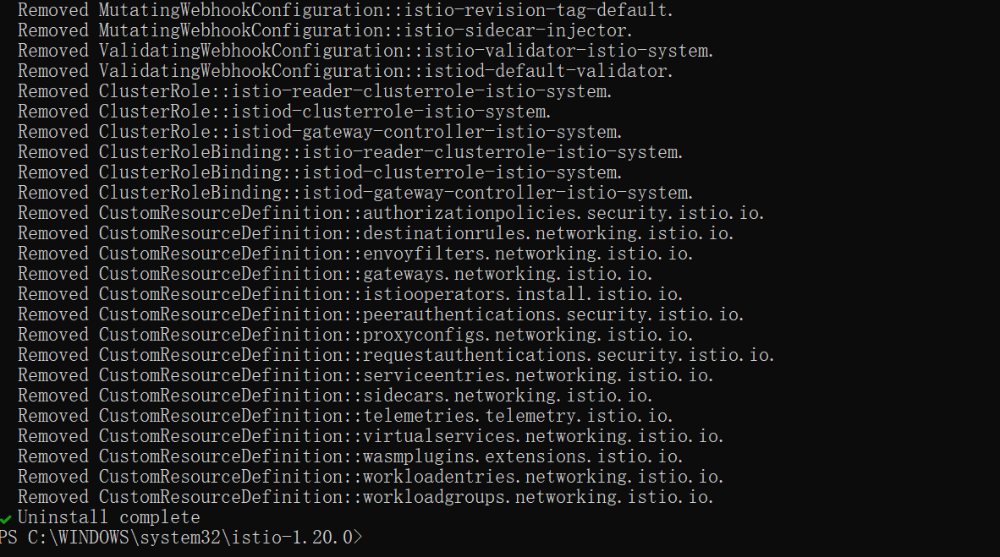 Removed MutatingWebhookConfiguration::istio-revision-tag-default.
Removed MutatingWebhookConfiguration::istio-sidecar-injector.
Removed ValidatingWebhookConfiguration::istio-validator-istio-system.
Removed ValidatingWebhookConfiguration::istiod-default-validator.
Removed ClusterRole::istio-reader-clusterrole-istio-system.
Removed ClusterRole::istiod-clusterrole-istio-system.
Removed ClusterRole::istiod-gateway-controller-istio-system.
Removed ClusterRoleBinding::istio-reader-clusterrole-istio-system.
Removed ClusterRoleBinding::istiod-clusterrole-istio-system.
Removed ClusterRoleBinding::istiod-gateway-controller-istio-system.
Removed CustomResourceDefinition::authorizationpolicies.security.istio.io.
Removed CustomResourceDefinition::destinationrules.networking.istio.io.
Removed CustomResourceDefinition::envoyfilters.networking.istio.io.
Removed CustomResourceDefinition::gateways.networking.istio.io.
Removed CustomResourceDefinition::istiooperators.install.istio.io.
Removed CustomResourceDefinition::peerauthentications.security.istio.io.
Removed CustomResourceDefinition::proxyconfigs.networking.istio.io.
Removed CustomResourceDefinition::requestauthentications.security.istio.io.
Removed CustomResourceDefinition::serviceentries.networking.istio.io.
Removed CustomResourceDefinition::sidecars.networking.istio.io.
Removed CustomResourceDefinition::telemetries.telemetry.istio.io.
Removed CustomResourceDefinition::virtualservices.networking.istio.io.
Removed CustomResourceDefinition::wasmplugins.extensions.istio.io.
Removed CustomResourceDefinition::workloadentries.networking.istio.io.
Removed CustomResourceDefinition::workloadgroups.networking.istio.io.
✔ Uninstall complete
PS C:\WINDOWS\system32\istio-1.20.0>